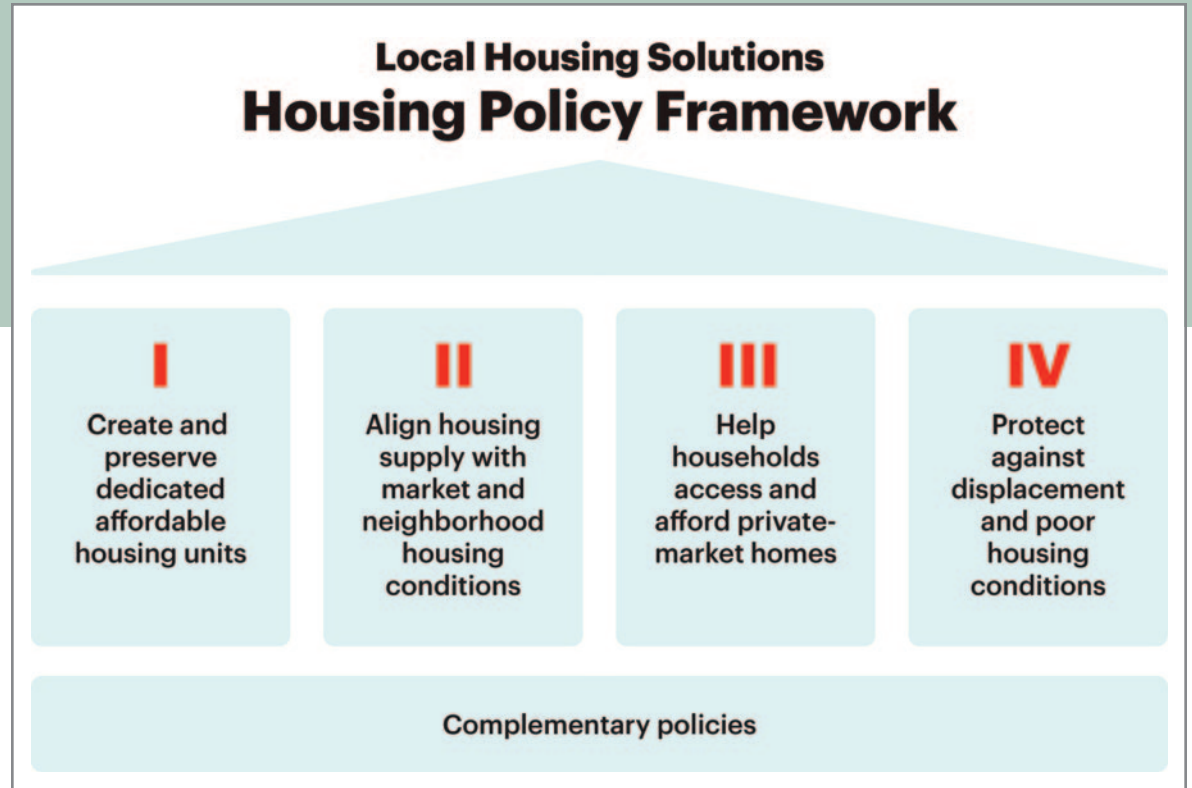 Local Housing Solutions
Housing Policy Framework
I
Create and
preserve
dedicated
affordable
housing units
II
Align housing
supply with
market and
neighborhood
housing
conditions
III
Help
households
access and
afford private-
market homes
IV
Protect
against
displacement
and poor
housing
conditions
Complementary policies